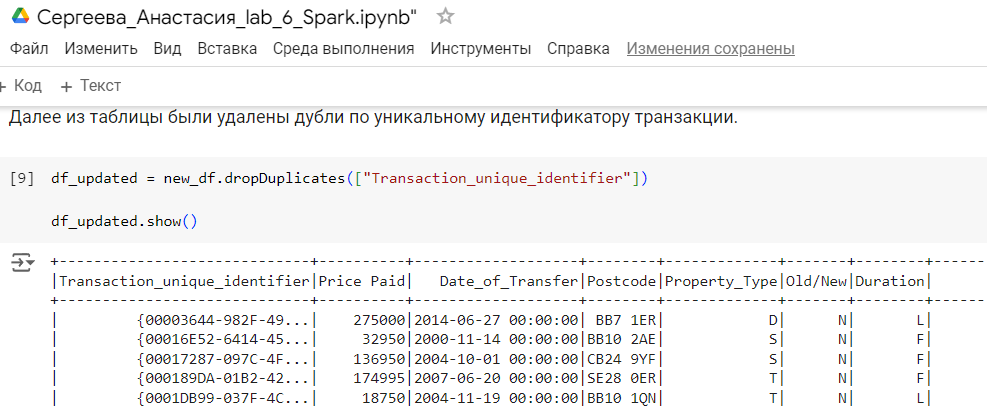 Сергеева_Анастасия_lab_6_Spark.ipynb"
Файл Изменить Вид Вставка Среда выполнения Инструменты Справка Изменения сохранены
+ Код + Текст
Далее из таблицы были удалены дубли по уникальному идентификатору транзакции.
[9] df_updated = new_df.dropDuplicates(["Transaction_unique_identifier"])
df_updated.show()
+-----------------------------+----------+-------------------+--------+-------------+-------+--------+------
|Transaction_unique_identifier|Price Paid|   Date_of_Transfer|Postcode|Property_Type|Old/New|Duration|
+-----------------------------+----------+-------------------+--------+-------------+-------+--------+------
|         {00003644-982F-49...|    275000|2014-06-27 00:00:00| BB7 1ER|            D|      N|       L|
|         {00016E52-6414-45...|     32950|2000-11-14 00:00:00|BB10 2AE|            S|      N|       F|
|         {00017287-097C-4F...|    136950|2004-10-01 00:00:00|CB24 9YF|            S|      N|       F|
|         {000189DA-01B2-42...|    174995|2007-06-20 00:00:00|SE28 0ER|            T|      N|       F|
|         {0001DB99-037F-4C...|     18750|2004-11-19 00:00:00|BB10 1QN|            T|      N|       L|